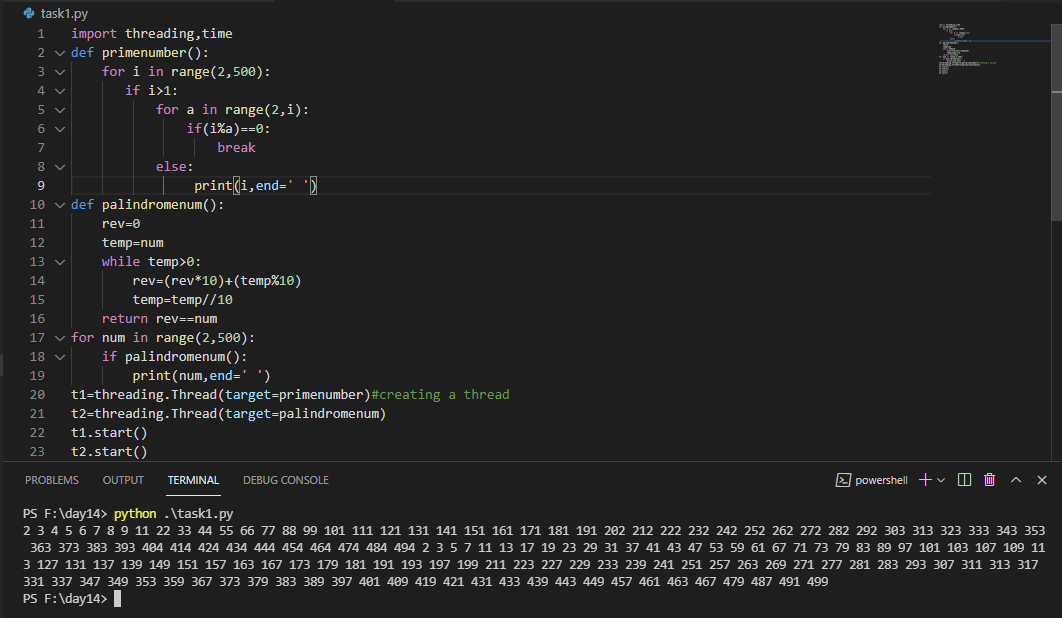 task1.py
1 import threading,time
2 def primenumber():
3 for i in range(2,500):
4 if i>1:
5 for a in range(2,i):
6 if(i%a)==0:
7 break
8 else:
9 print(i,end=' ')
10 def palindromenum():
11 rev=0
12 temp=num
13 while temp>0:
14 rev=(rev*10)+(temp%10)
15 temp=temp//10
16 return rev==num
17 for num in range(2,500):
18 if palindromenum():
19 print(num,end=' ')
20 t1=threading.Thread(target=primenumber)#creating a thread
21 t2=threading.Thread(target=palindromenum)
22 t1.start()
23 t2.start()
PROBLEMS OUTPUT TERMINAL DEBUG CONSOLE powershell
PS F:\day14> python .\task1.py
2 3 4 5 6 7 8 9 11 22 33 44 55 66 77 88 99 101 111 121 131 141 151 161 171 181 191 202 212 222 232 242 252 262 272 282 292 303 313 323 333 343 353
363 373 383 393 404 414 424 434 444 454 464 474 484 494 2 3 5 7 11 13 17 19 23 29 31 37 41 43 47 53 59 61 67 71 73 79 83 89 97 101 103 107 109 11
3 127 131 137 139 149 151 157 163 167 173 179 181 191 193 197 199 211 223 227 229 233 239 241 251 257 263 269 271 277 281 283 293 307 311 313 317
331 337 347 349 353 359 367 373 379 383 389 397 401 409 419 421 431 433 439 443 449 457 461 463 467 479 487 491 499
PS F:\day14>